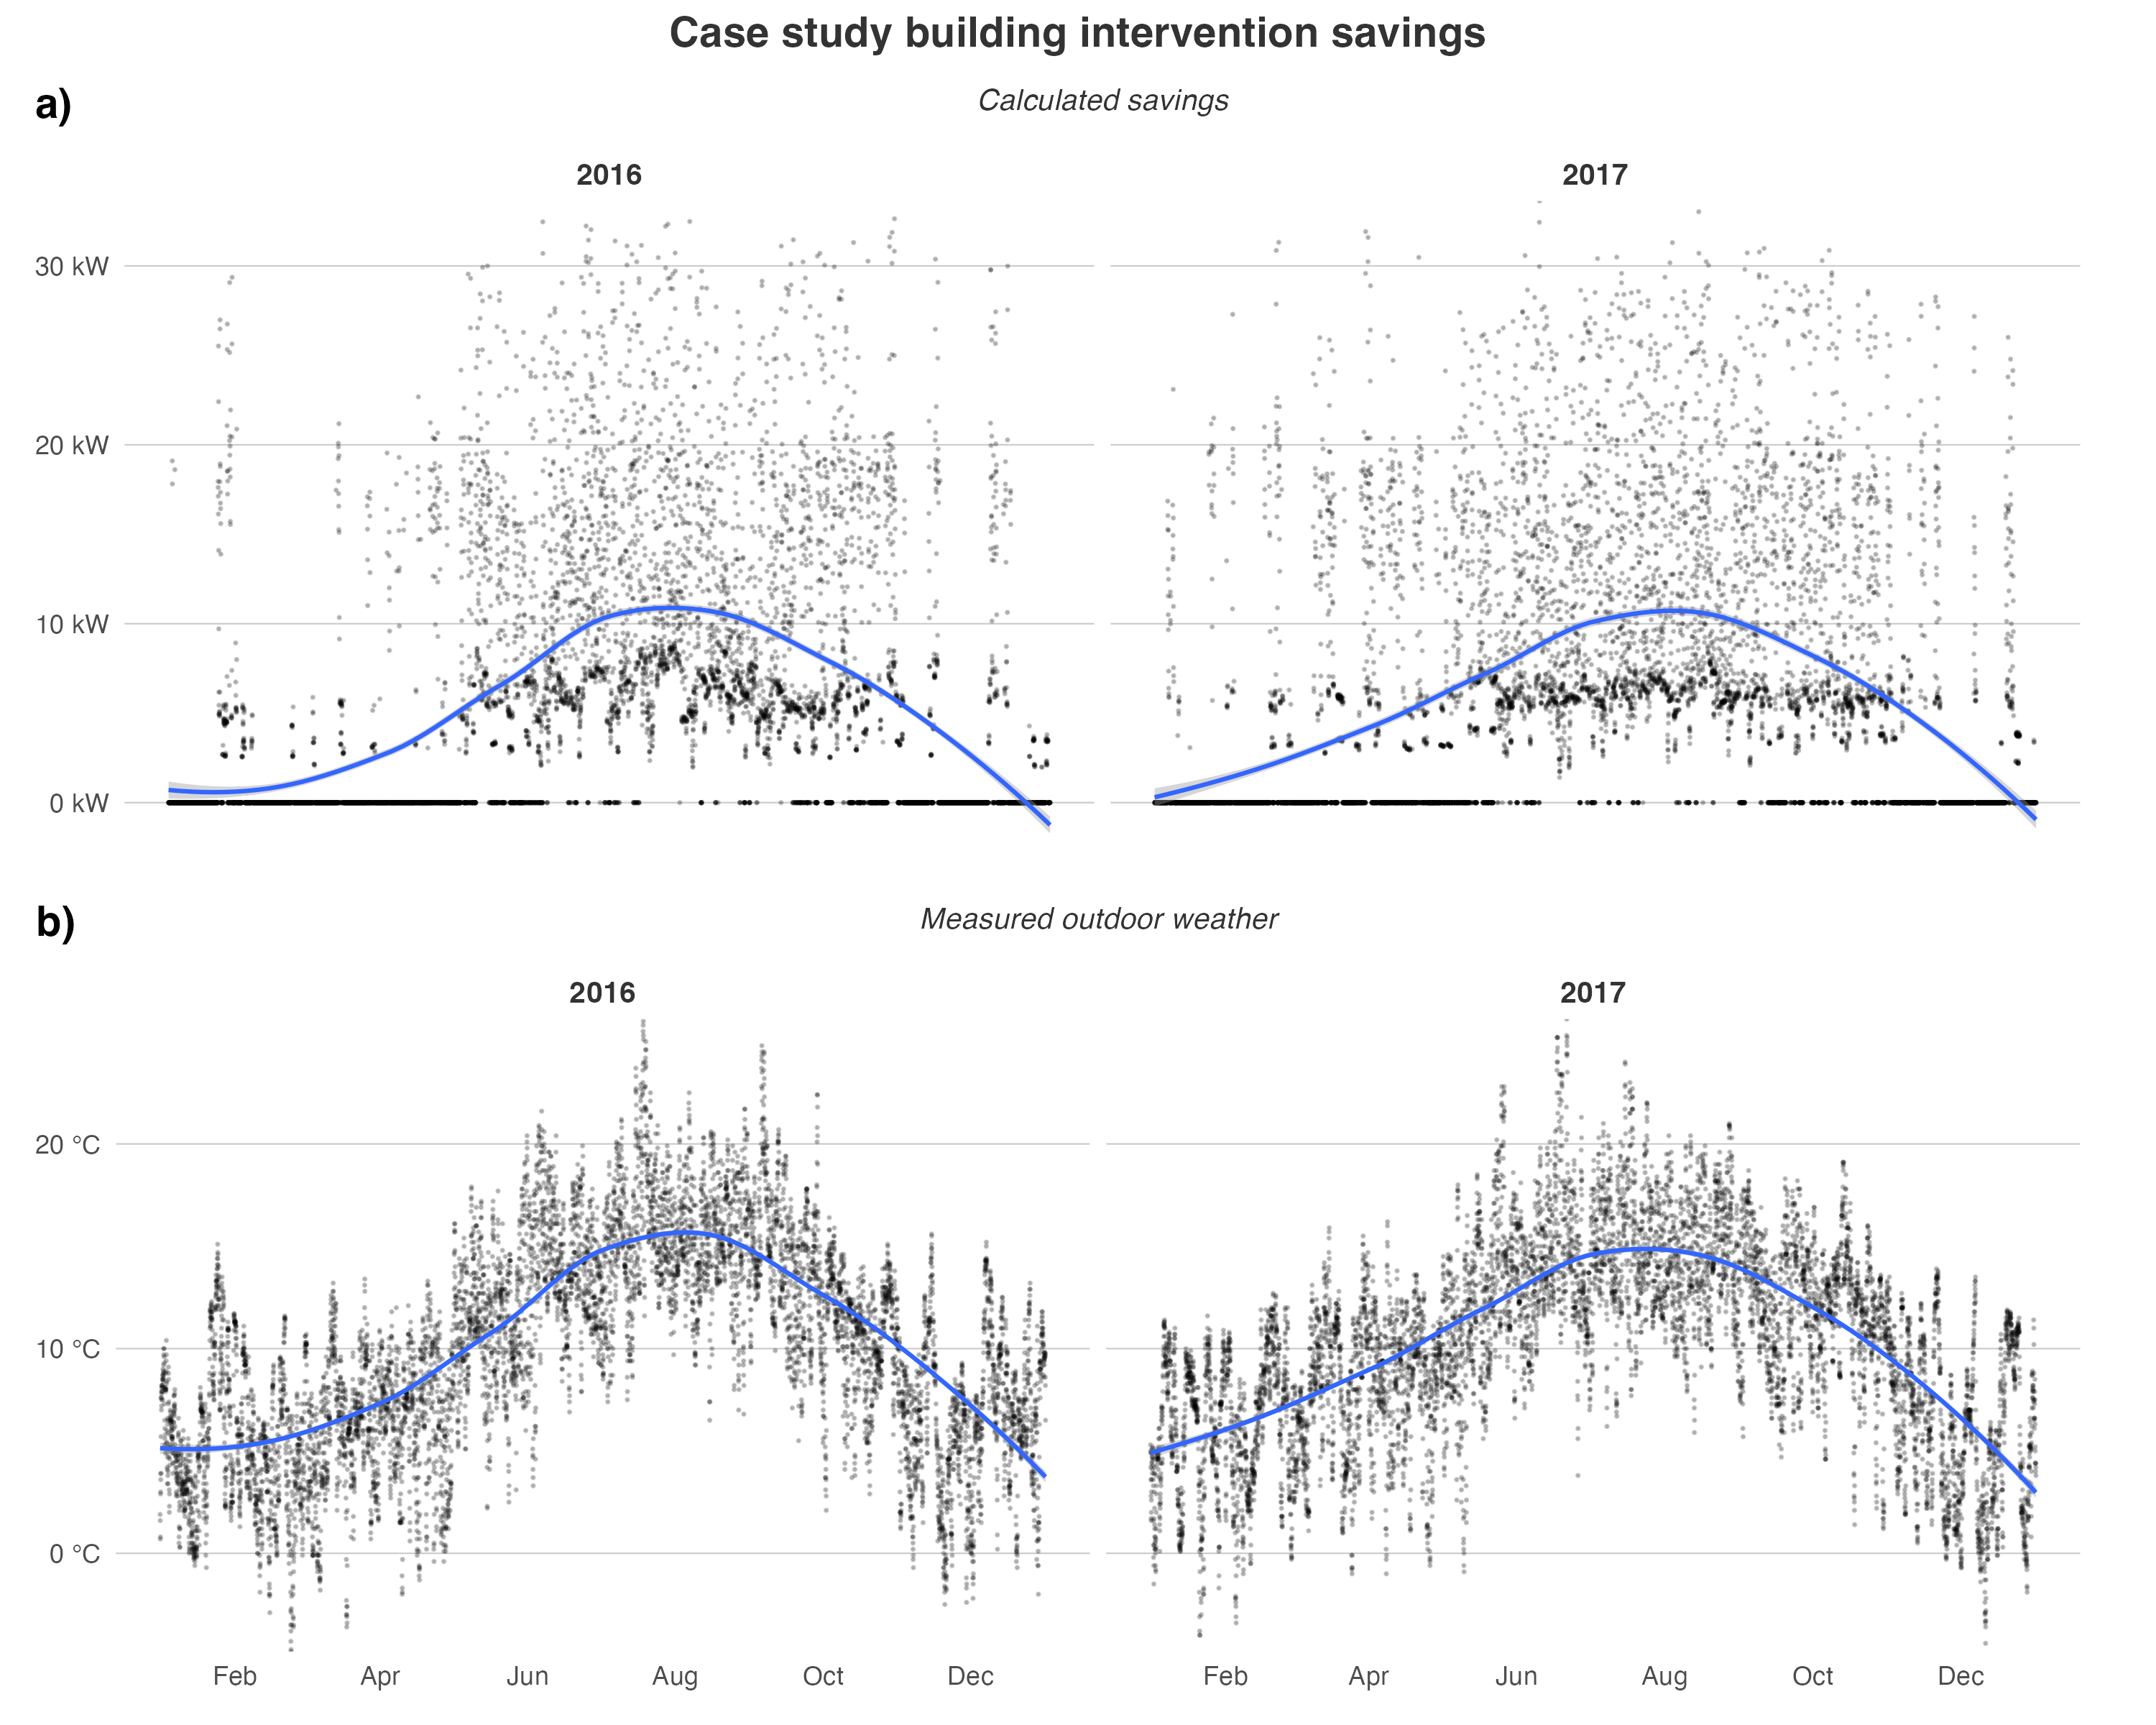 Case study building intervention savings
a)
Calculated savings
2016 2017
30 kW
20 kW
10 kW
0 kW
b)
Measured outdoor weather
2016 2017
20 °C
10 °C
0 °C
Feb Apr Jun Aug Oct Dec Feb Apr Jun Aug Oct Dec